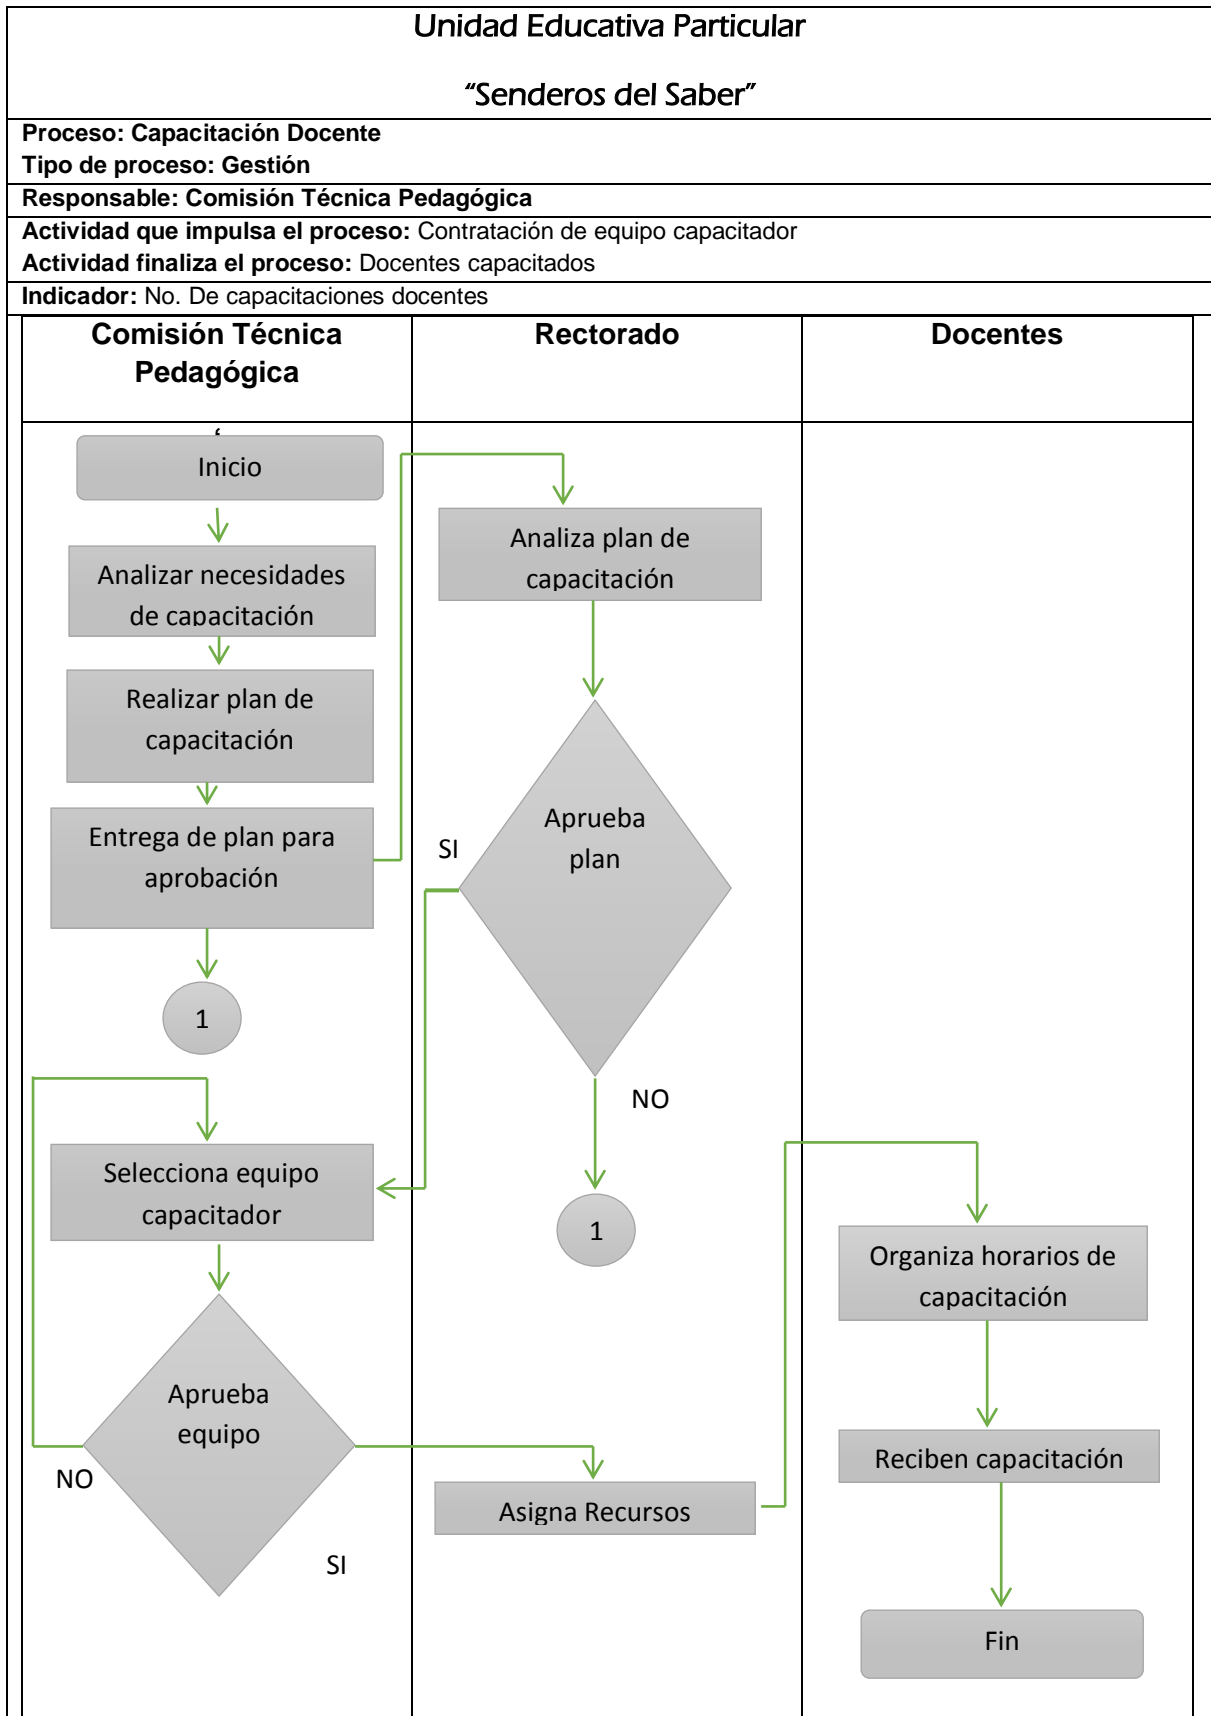 Unidad Educativa Particular
“Senderos del Saber”
Proceso: Capacitación Docente
Tipo de proceso: Gestión
Responsable: Comisión Técnica Pedagógica
Actividad que impulsa el proceso: Contratación de equipo capacitador
Actividad finaliza el proceso: Docentes capacitados
Indicador: No. De capacitaciones docentes
Comisión Técnica
Pedagógica
Rectorado
Docentes
‘
Inicio
Analizar necesidades
de capacitación
Realizar plan de
capacitación
Entrega de plan para
aprobación
1
Selecciona equipo
capacitador
Aprueba
equipo
NO
SI
Analiza plan de
capacitación
Aprueba
plan
SI
NO
1
Asigna Recursos
Organiza horarios de
capacitación
Reciben capacitación
Fin